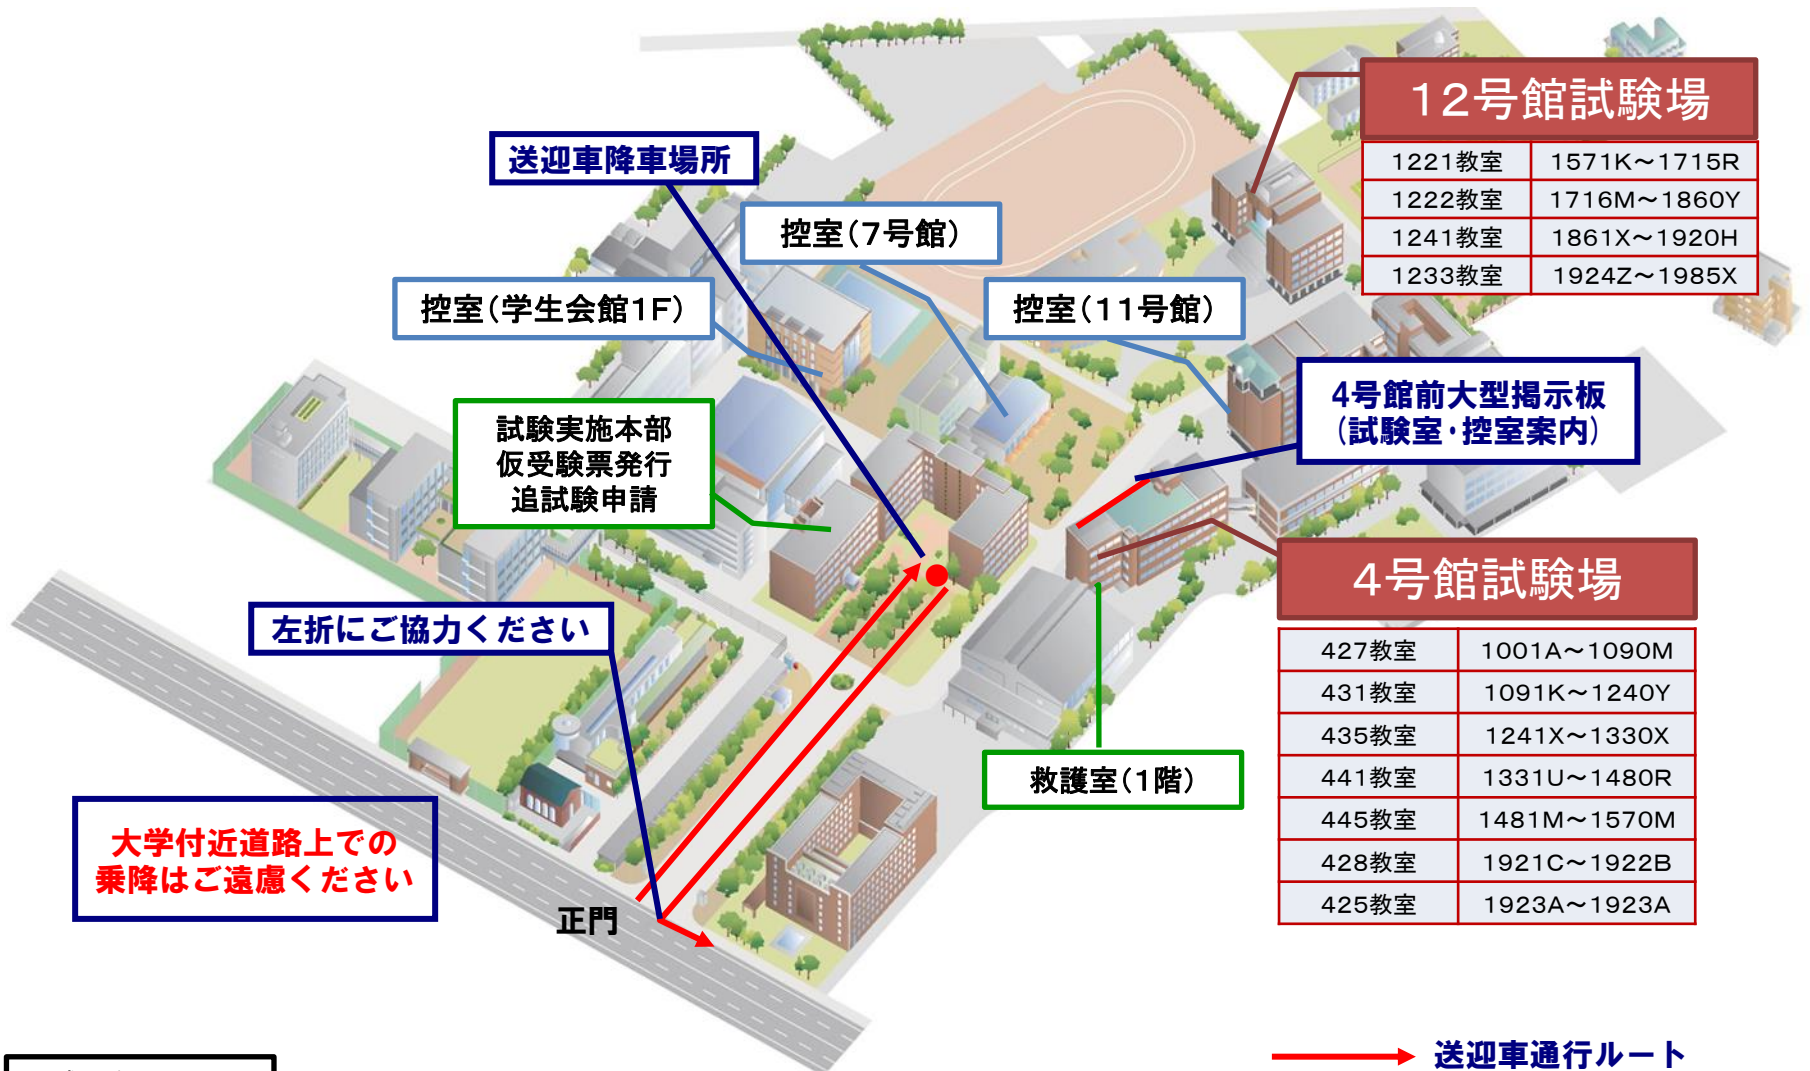 12号館試験場
1221教室 1571K～1715R
1222教室 1716M～1860Y
1241教室 1861X～1920H
1233教室 1924Z～1985X
送迎車降車場所
控室(7号館)
控室(学生会館1F)
控室(11号館)
4号館前大型掲示板
(試験室・控室案内)
試験実施本部
仮受験票発行
追試験申請
4号館試験場
427教室 1001A～1090M
431教室 1091K～1240Y
435教室 1241X～1330X
441教室 1331U～1480R
445教室 1481M～1570M
428教室 1921C～1922B
425教室 1923A～1923A
左折にご協力ください
救護室(1階)
大学付近道路上での
乗降はご遠慮ください
正門
送迎車通行ルート